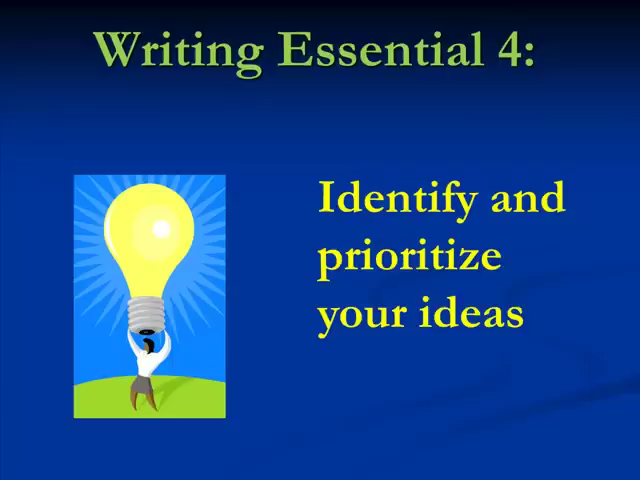 Writing Essential 4:
Identify and
prioritize
your ideas